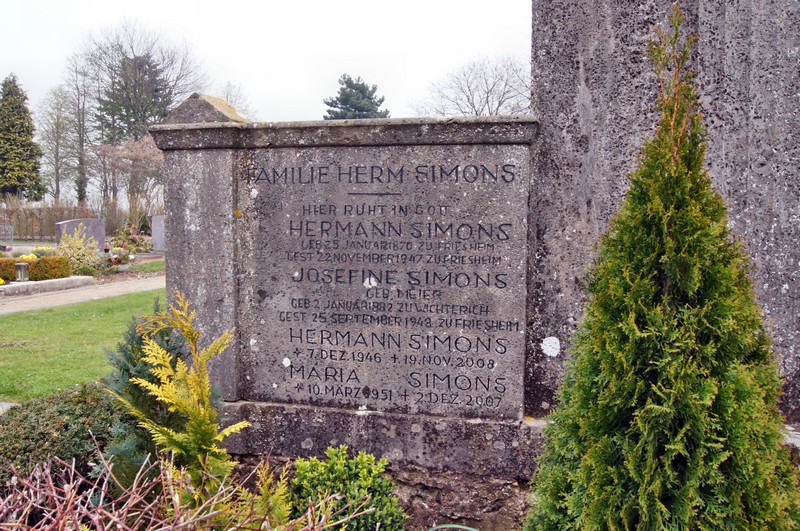 FAMILIE HERM SIMONS
HIER RUHT IN GOTT
HERMANN SIMONS
GEB. 25. JANUAR 1870 ZU FRIESHEIM
GEST 22 NOVEMBER 1947 ZU FRIESHEIM
JOSEFINE SIMONS
GEB. MEIER
GEB 2 JANUAR 1882 ZU WICHTERICH
GEST 25. SEPTEMBER 1948 ZU FRIESHEIM
HERMANN SIMONS
* 7. DEZ. 1946 + 19. NOV. 2008
MARIA SIMONS
* 10. MÄRZ 1951 + 2. DEZ. 2007